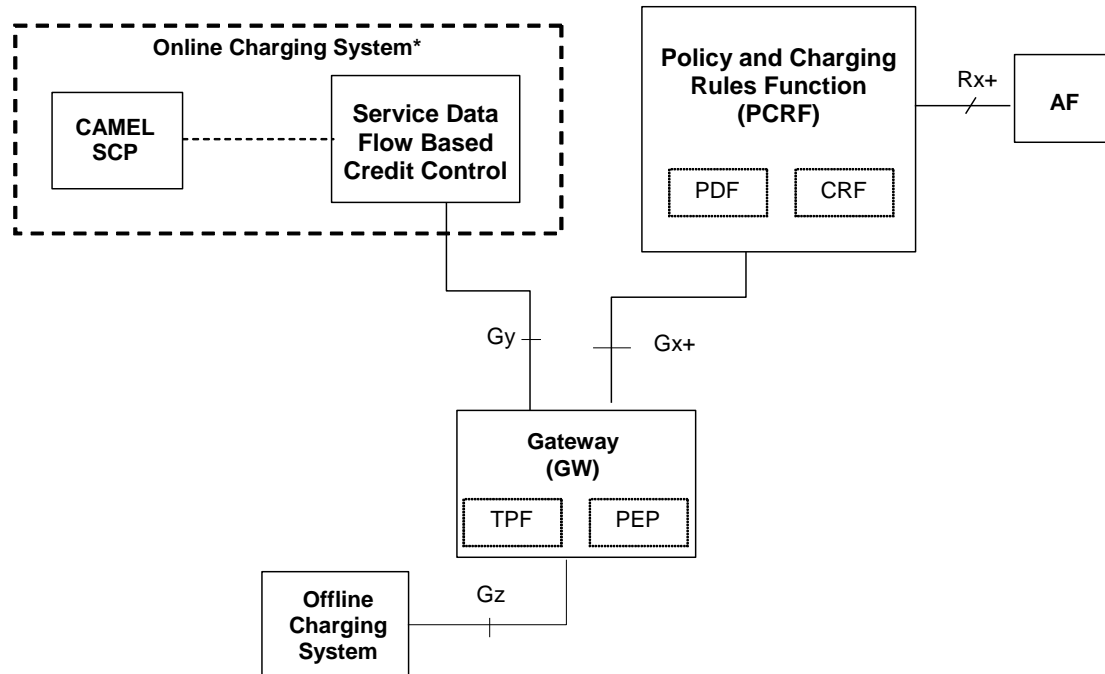 Online Charging System*
CAMEL
SCP
Service Data
Flow Based
Credit Control
Policy and Charging
Rules Function
(PCRF)
PDF
CRF
Rx+
AF
Gy
Gx+
Gateway
(GW)
TPF
PEP
Offline
Charging
System
Gz